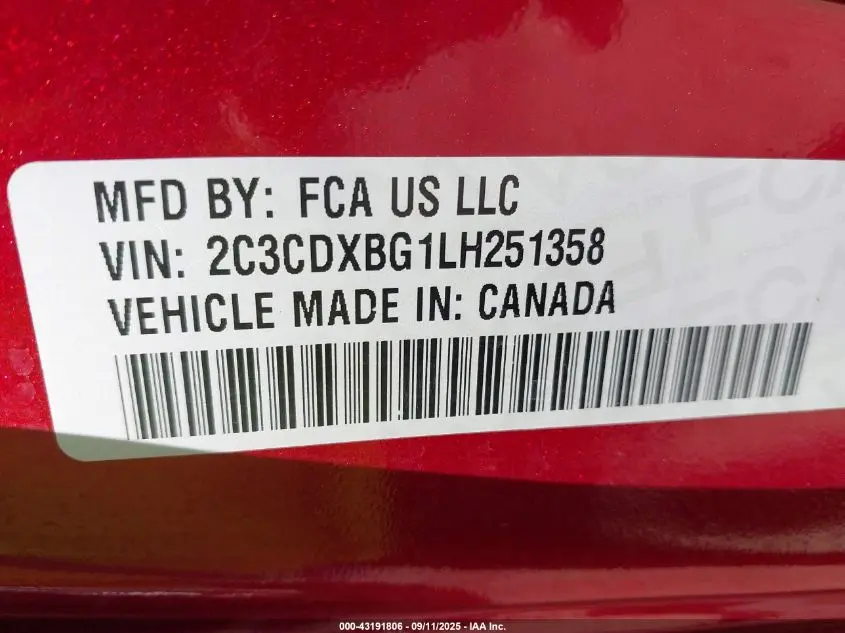 MFD BY: FCA US LLC
VIN: 2C3CDXBG1LH251358
VEHICLE MADE IN: CANADA
000-43191806 - 09/11/2025 - IAA Inc.